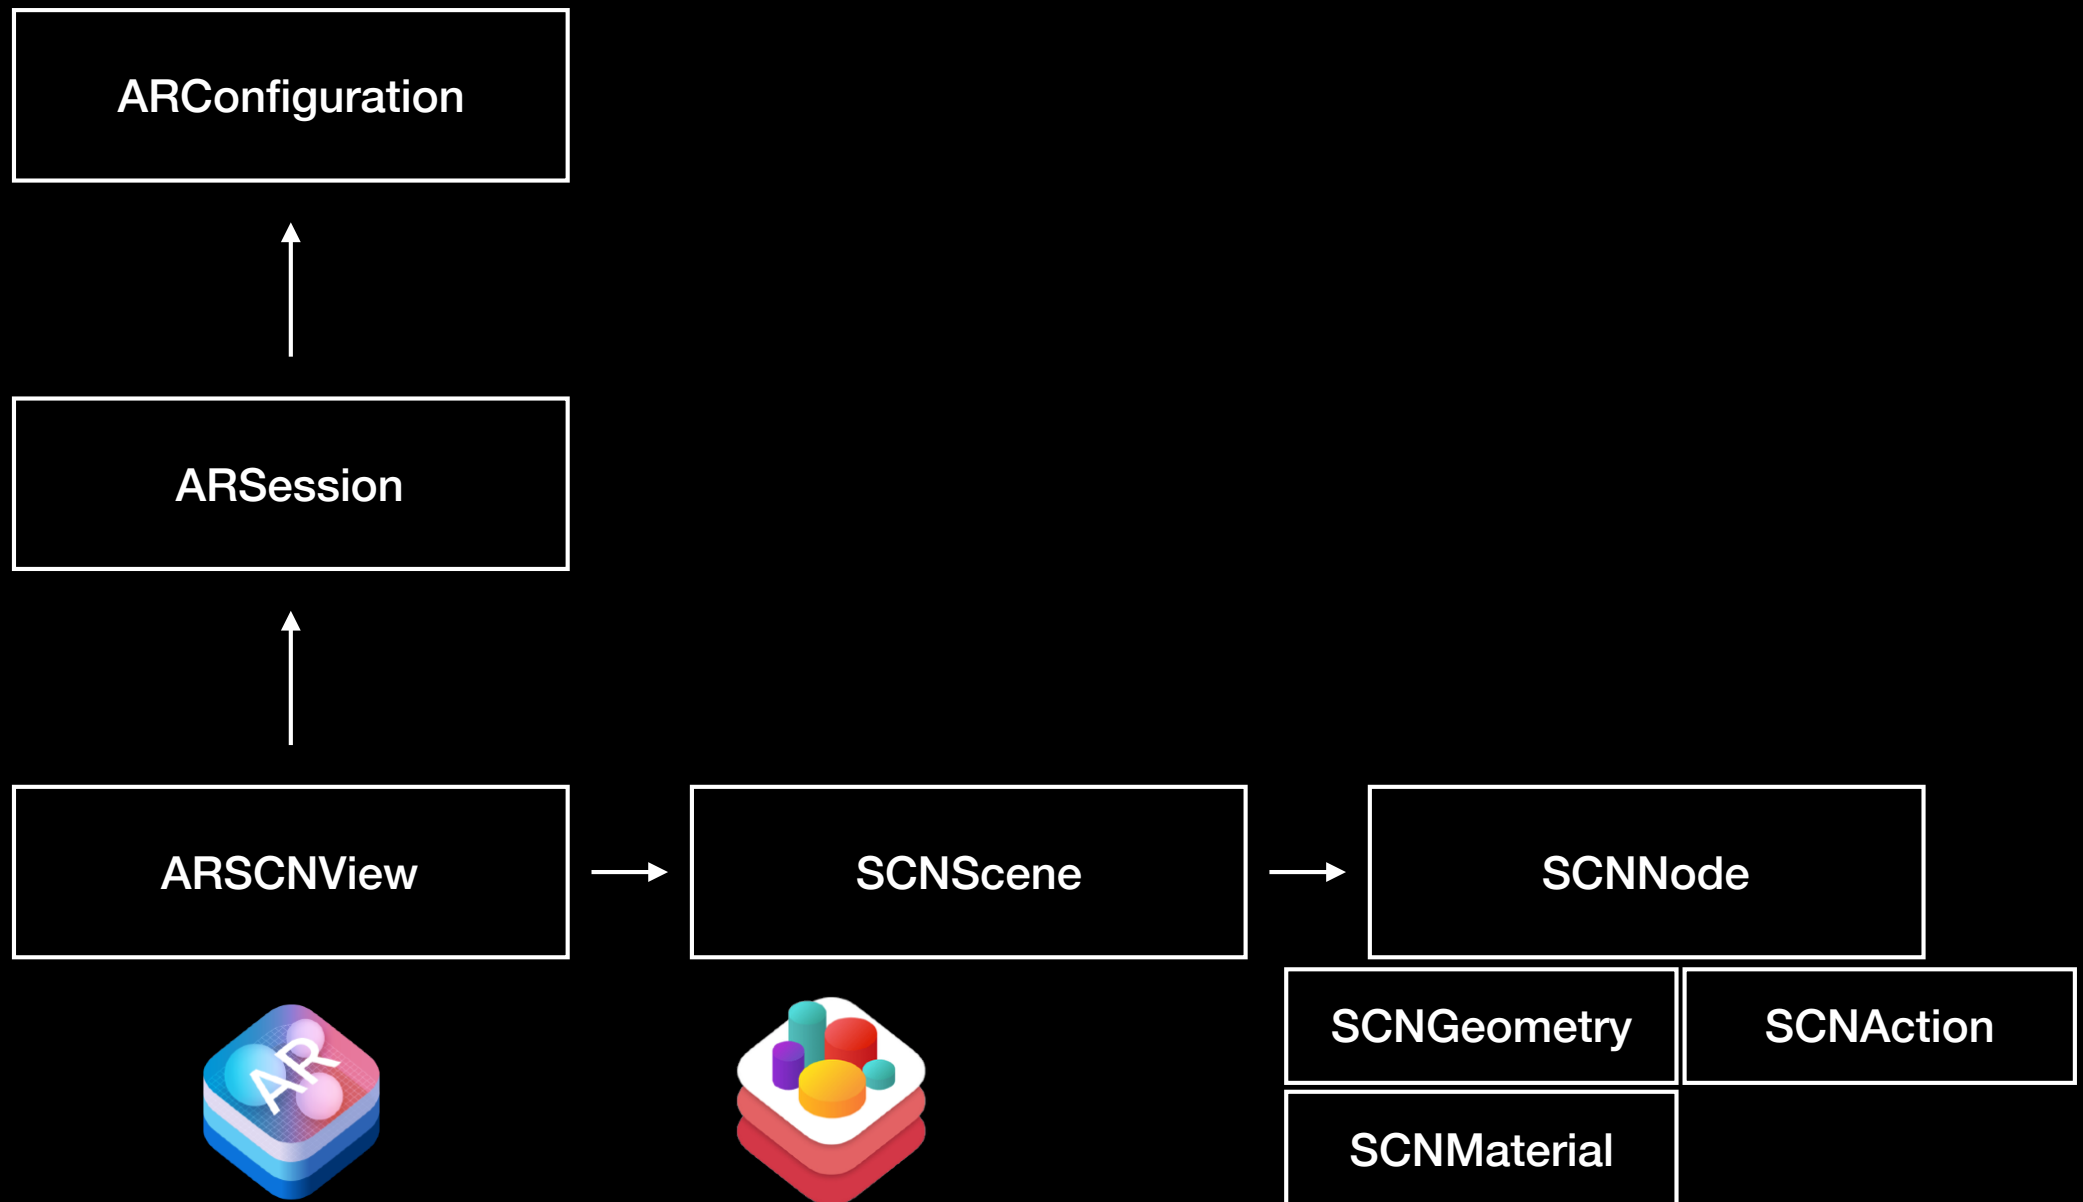 ARConfiguration
ARSession
ARSCNView
SCNScene
SCNNode
SCNGeometry
SCNAction
SCNMaterial
AR